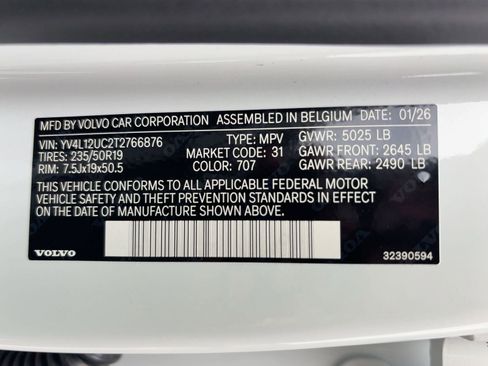 MFD BY VOLVO CAR CORPORATION ASSEMBLED IN BELGIUM DATE: 01/26
VIN: YV4L12UC2T2766876 TYPE: MPV GVWR: 5025 LB
TIRES: 235/50R19 MARKET CODE: 31 GAWR FRONT: 2645 LB
RIM: 7.5Jx19x50.5 COLOR: 707 GAWR REAR: 2490 LB
THIS VEHICLE CONFORMS TO ALL APPLICABLE FEDERAL MOTOR
VEHICLE SAFETY AND THEFT PREVENTION STANDARDS IN EFFECT
ON THE DATE OF MANUFACTURE SHOWN ABOVE.
VOLVO 32390594